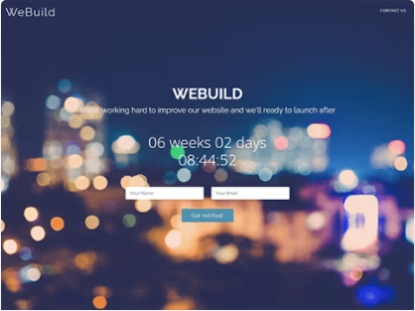 WeBuild
CONTACT US
WEBUILD
working hard to improve our website and we'll ready to launch after
06 weeks 02 days
08:44:52
Your Name
Your Email
Get Notified!